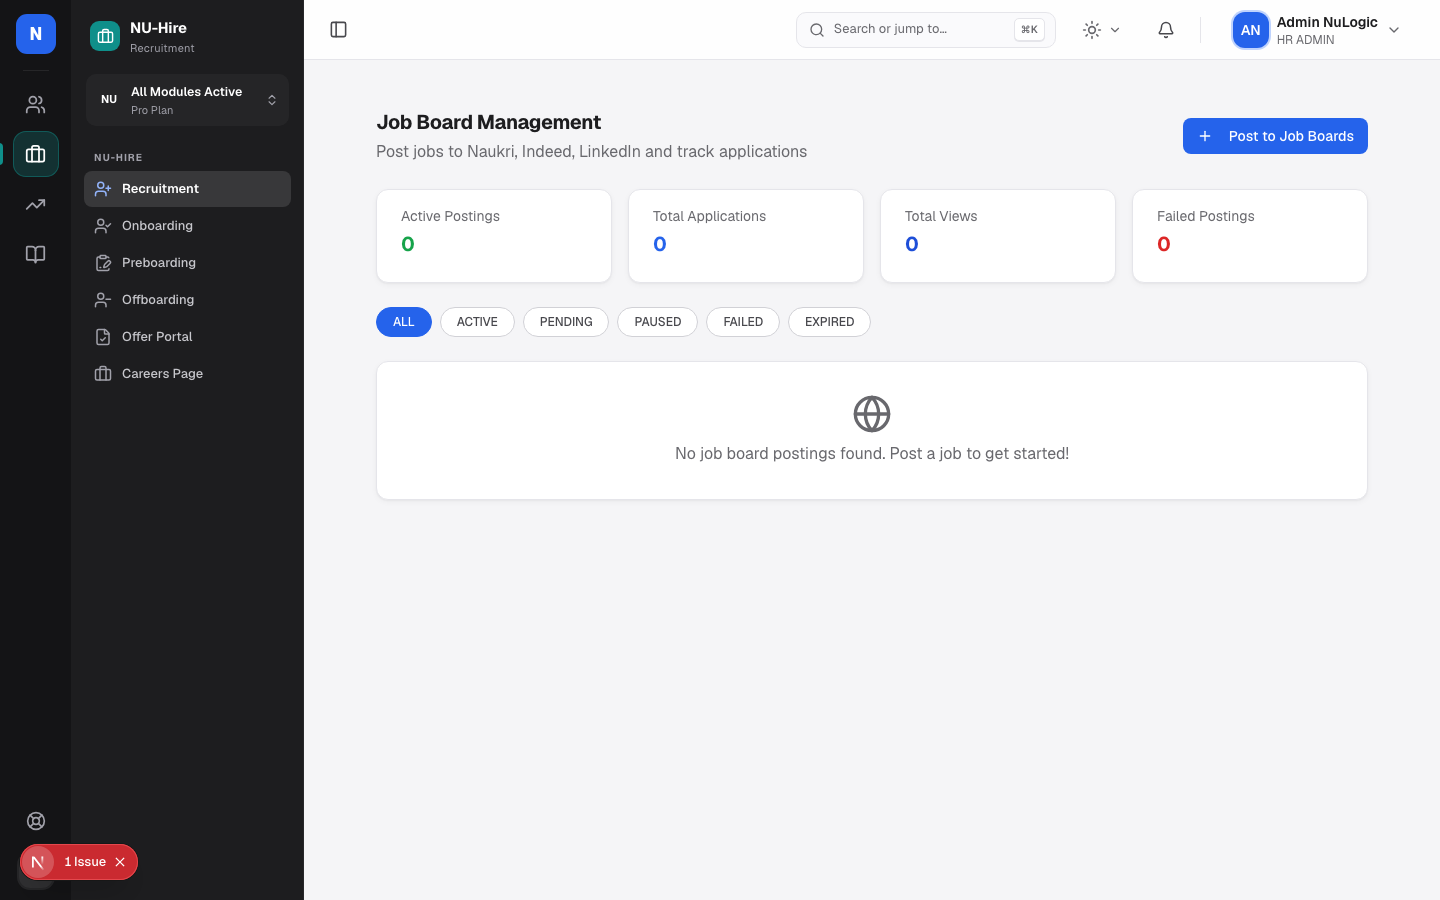 N
NU-Hire
Recruitment
NU
All Modules Active
Pro Plan
NU-HIRE
Recruitment
Onboarding
Preboarding
Offboarding
Offer Portal
Careers Page
N
1 Issue
Search or jump to...
⌘K
AN
Admin NuLogic
HR ADMIN
Job Board Management
Post jobs to Naukri, Indeed, LinkedIn and track applications
Post to Job Boards
Active Postings
0
Total Applications
0
Total Views
0
Failed Postings
0
ALL
ACTIVE
PENDING
PAUSED
FAILED
EXPIRED
No job board postings found. Post a job to get started!